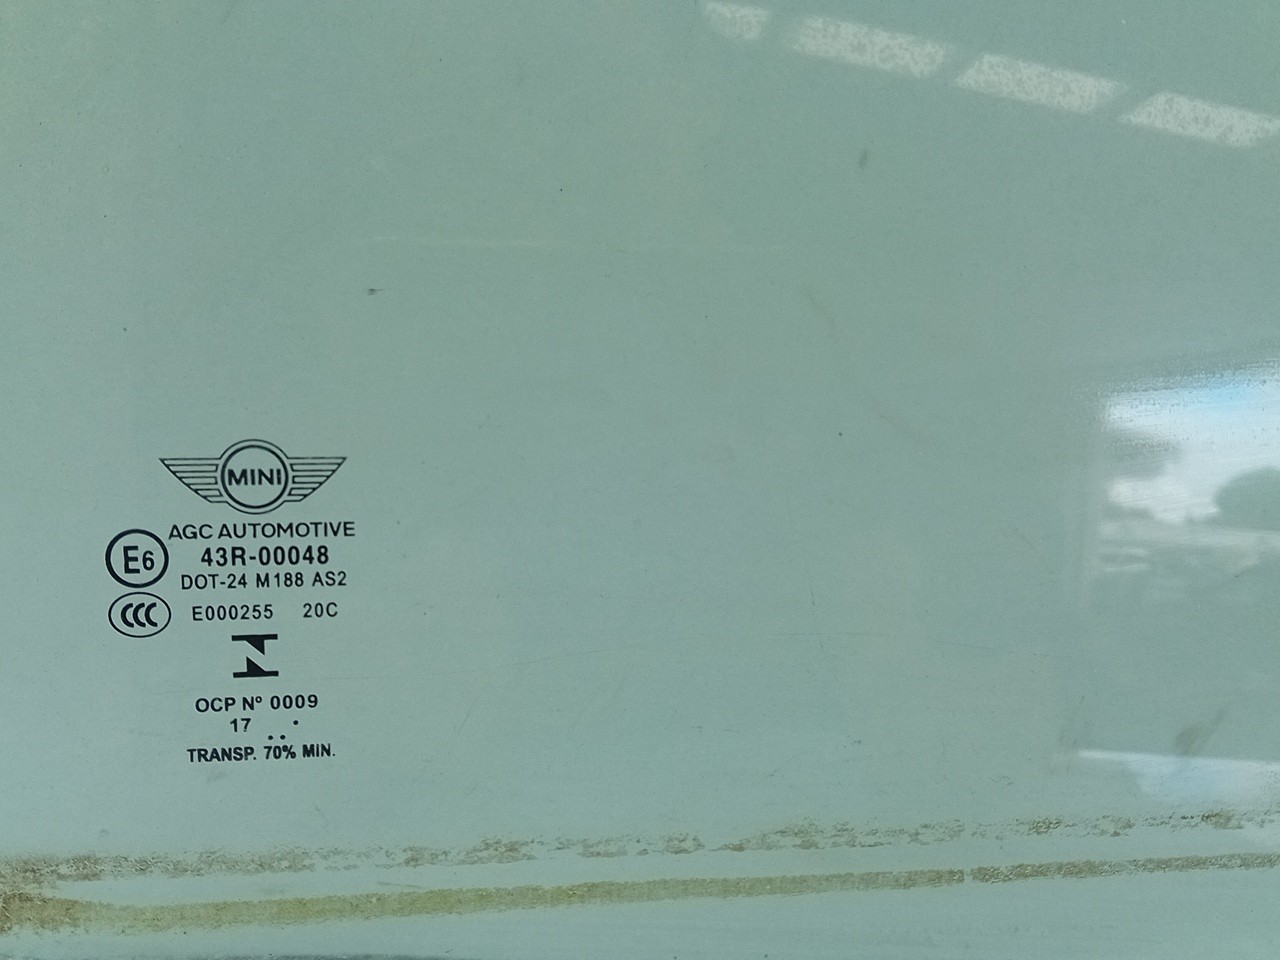 MINI
AGC AUTOMOTIVE
E6 43R-00048
DOT-24 M188 AS2
CCC E000255 20C
OCP Nº 0009
17 .. .
TRANSP. 70% MIN.